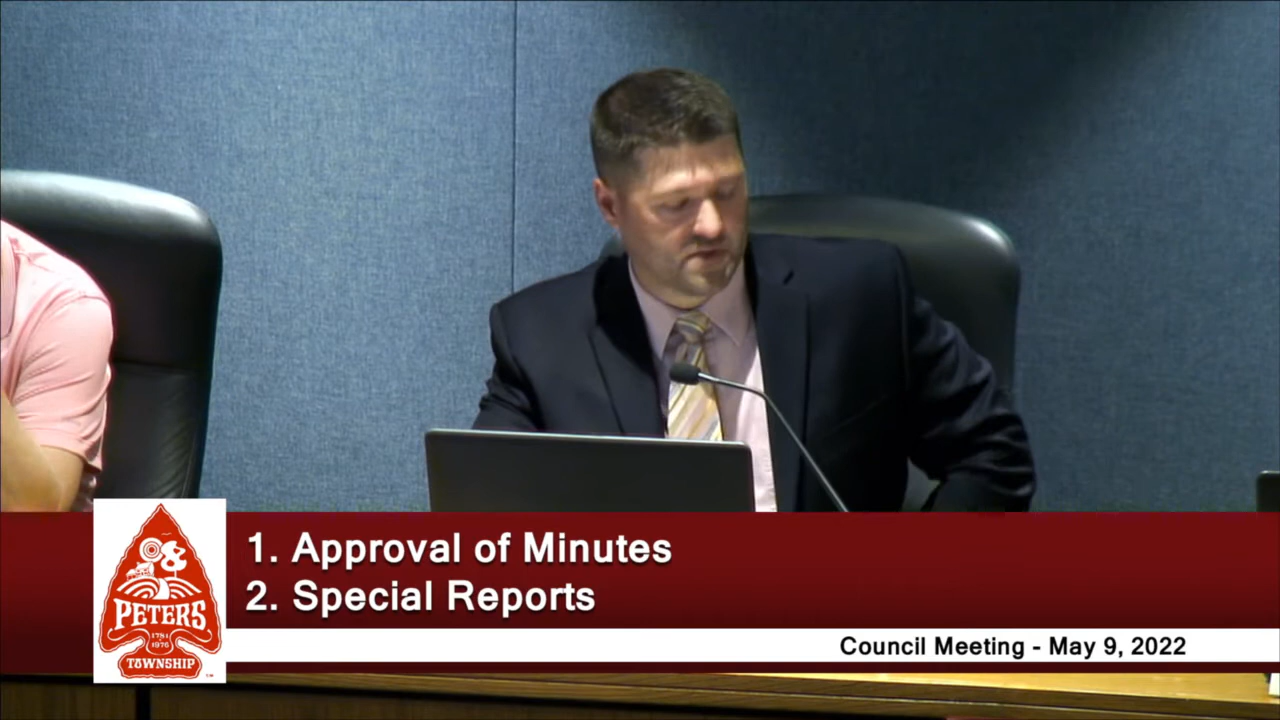 1. Approval of Minutes
2. Special Reports
PETERS
1781
1976
TOWNSHIP
Council Meeting - May 9, 2022